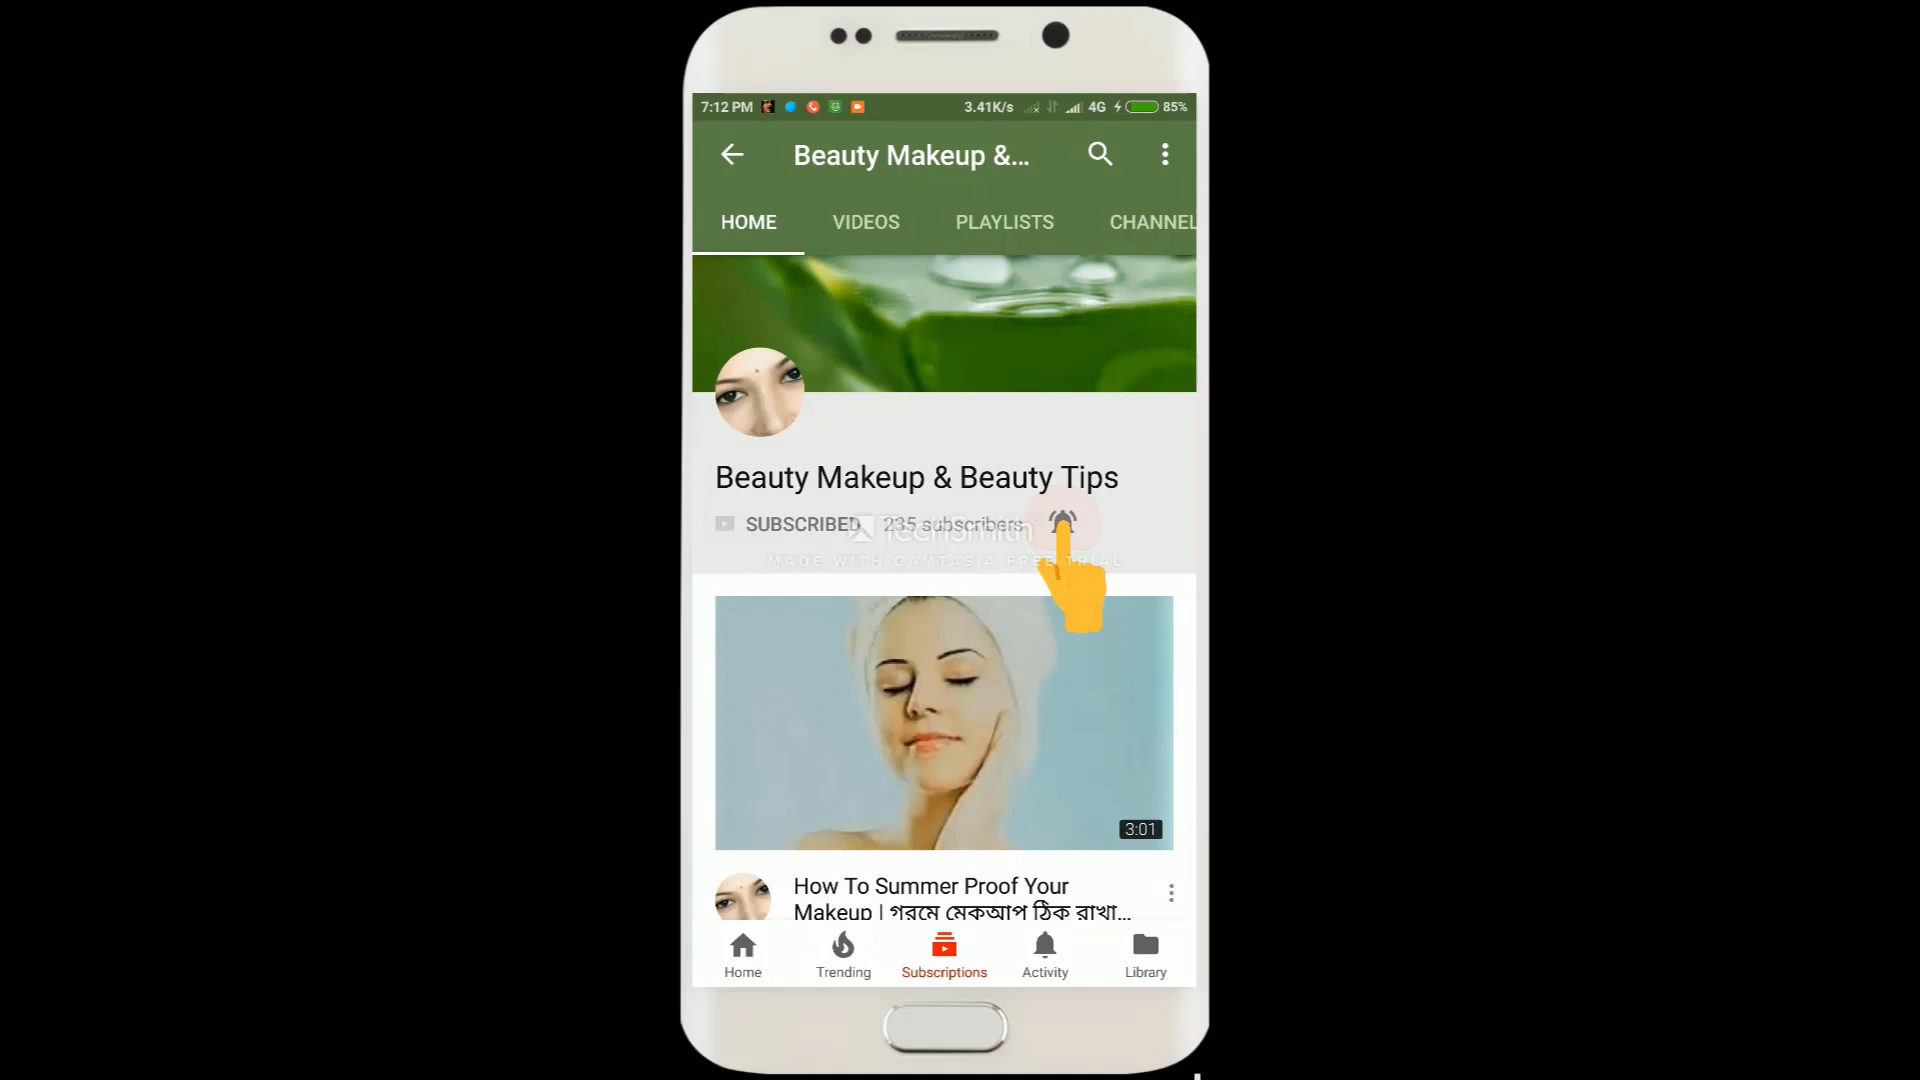 7:12 PM 3.41K/s 4G 85%
Beauty Makeup &...
HOME VIDEOS PLAYLISTS CHANNEL
Beauty Makeup & Beauty Tips
SUBSCRIBED 235 subscribers
TechSmith
MADE WITH CAMTASIA FREE TRIAL
3:01
How To Summer Proof Your
Makeup | গরমে মেকআপ ঠিক রাখা...
Home Trending Subscriptions Activity Library